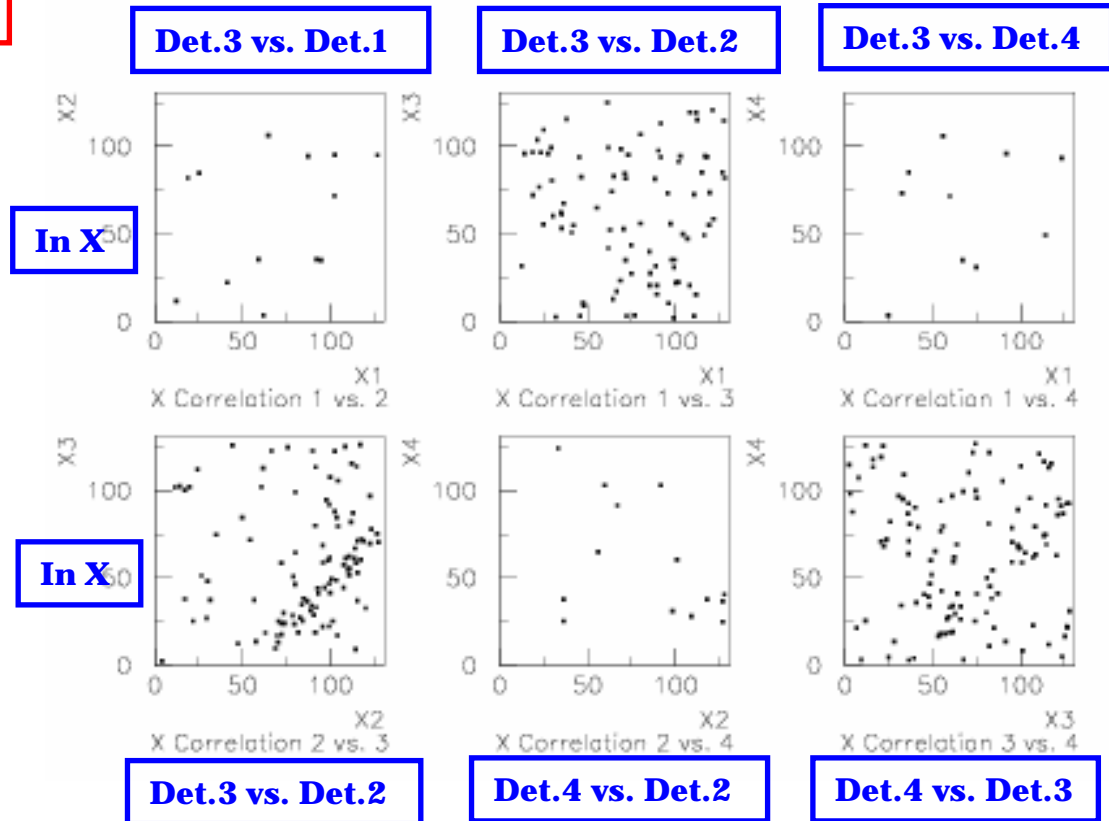 Det.3 vs. Det.1
Det.3 vs. Det.2
Det.3 vs. Det.4
In X
X2
100
50
0
0
50
100
X1
X Correlation 1 vs. 2
X3
100
50
0
0
50
100
X1
X Correlation 1 vs. 3
X4
100
50
0
0
50
100
X1
X Correlation 1 vs. 4
In X
X3
100
50
0
0
50
100
X2
X Correlation 2 vs. 3
X4
100
50
0
0
50
100
X2
X Correlation 2 vs. 4
X4
100
50
0
0
50
100
X3
X Correlation 3 vs. 4
Det.3 vs. Det.2
Det.4 vs. Det.2
Det.4 vs. Det.3